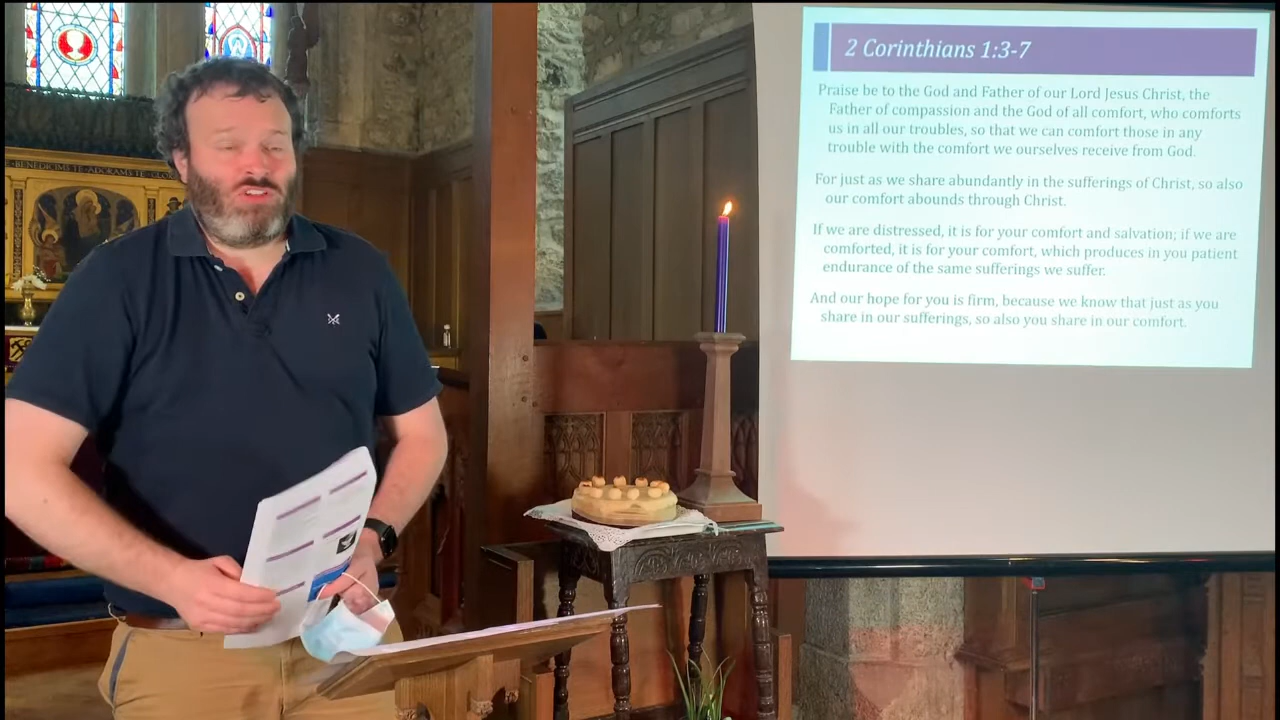 2 Corinthians 1:3-7
Praise be to the God and Father of our Lord Jesus Christ, the
Father of compassion and the God of all comfort, who comforts
us in all our troubles, so that we can comfort those in any
trouble with the comfort we ourselves receive from God.
For just as we share abundantly in the sufferings of Christ, so also
our comfort abounds through Christ.
If we are distressed, it is for your comfort and salvation; if we are
comforted, it is for your comfort, which produces in you patient
endurance of the same sufferings we suffer.
And our hope for you is firm, because we know that just as you
share in our sufferings, so also you share in our comfort.
BENEDICIMS TE ADORAMS TE